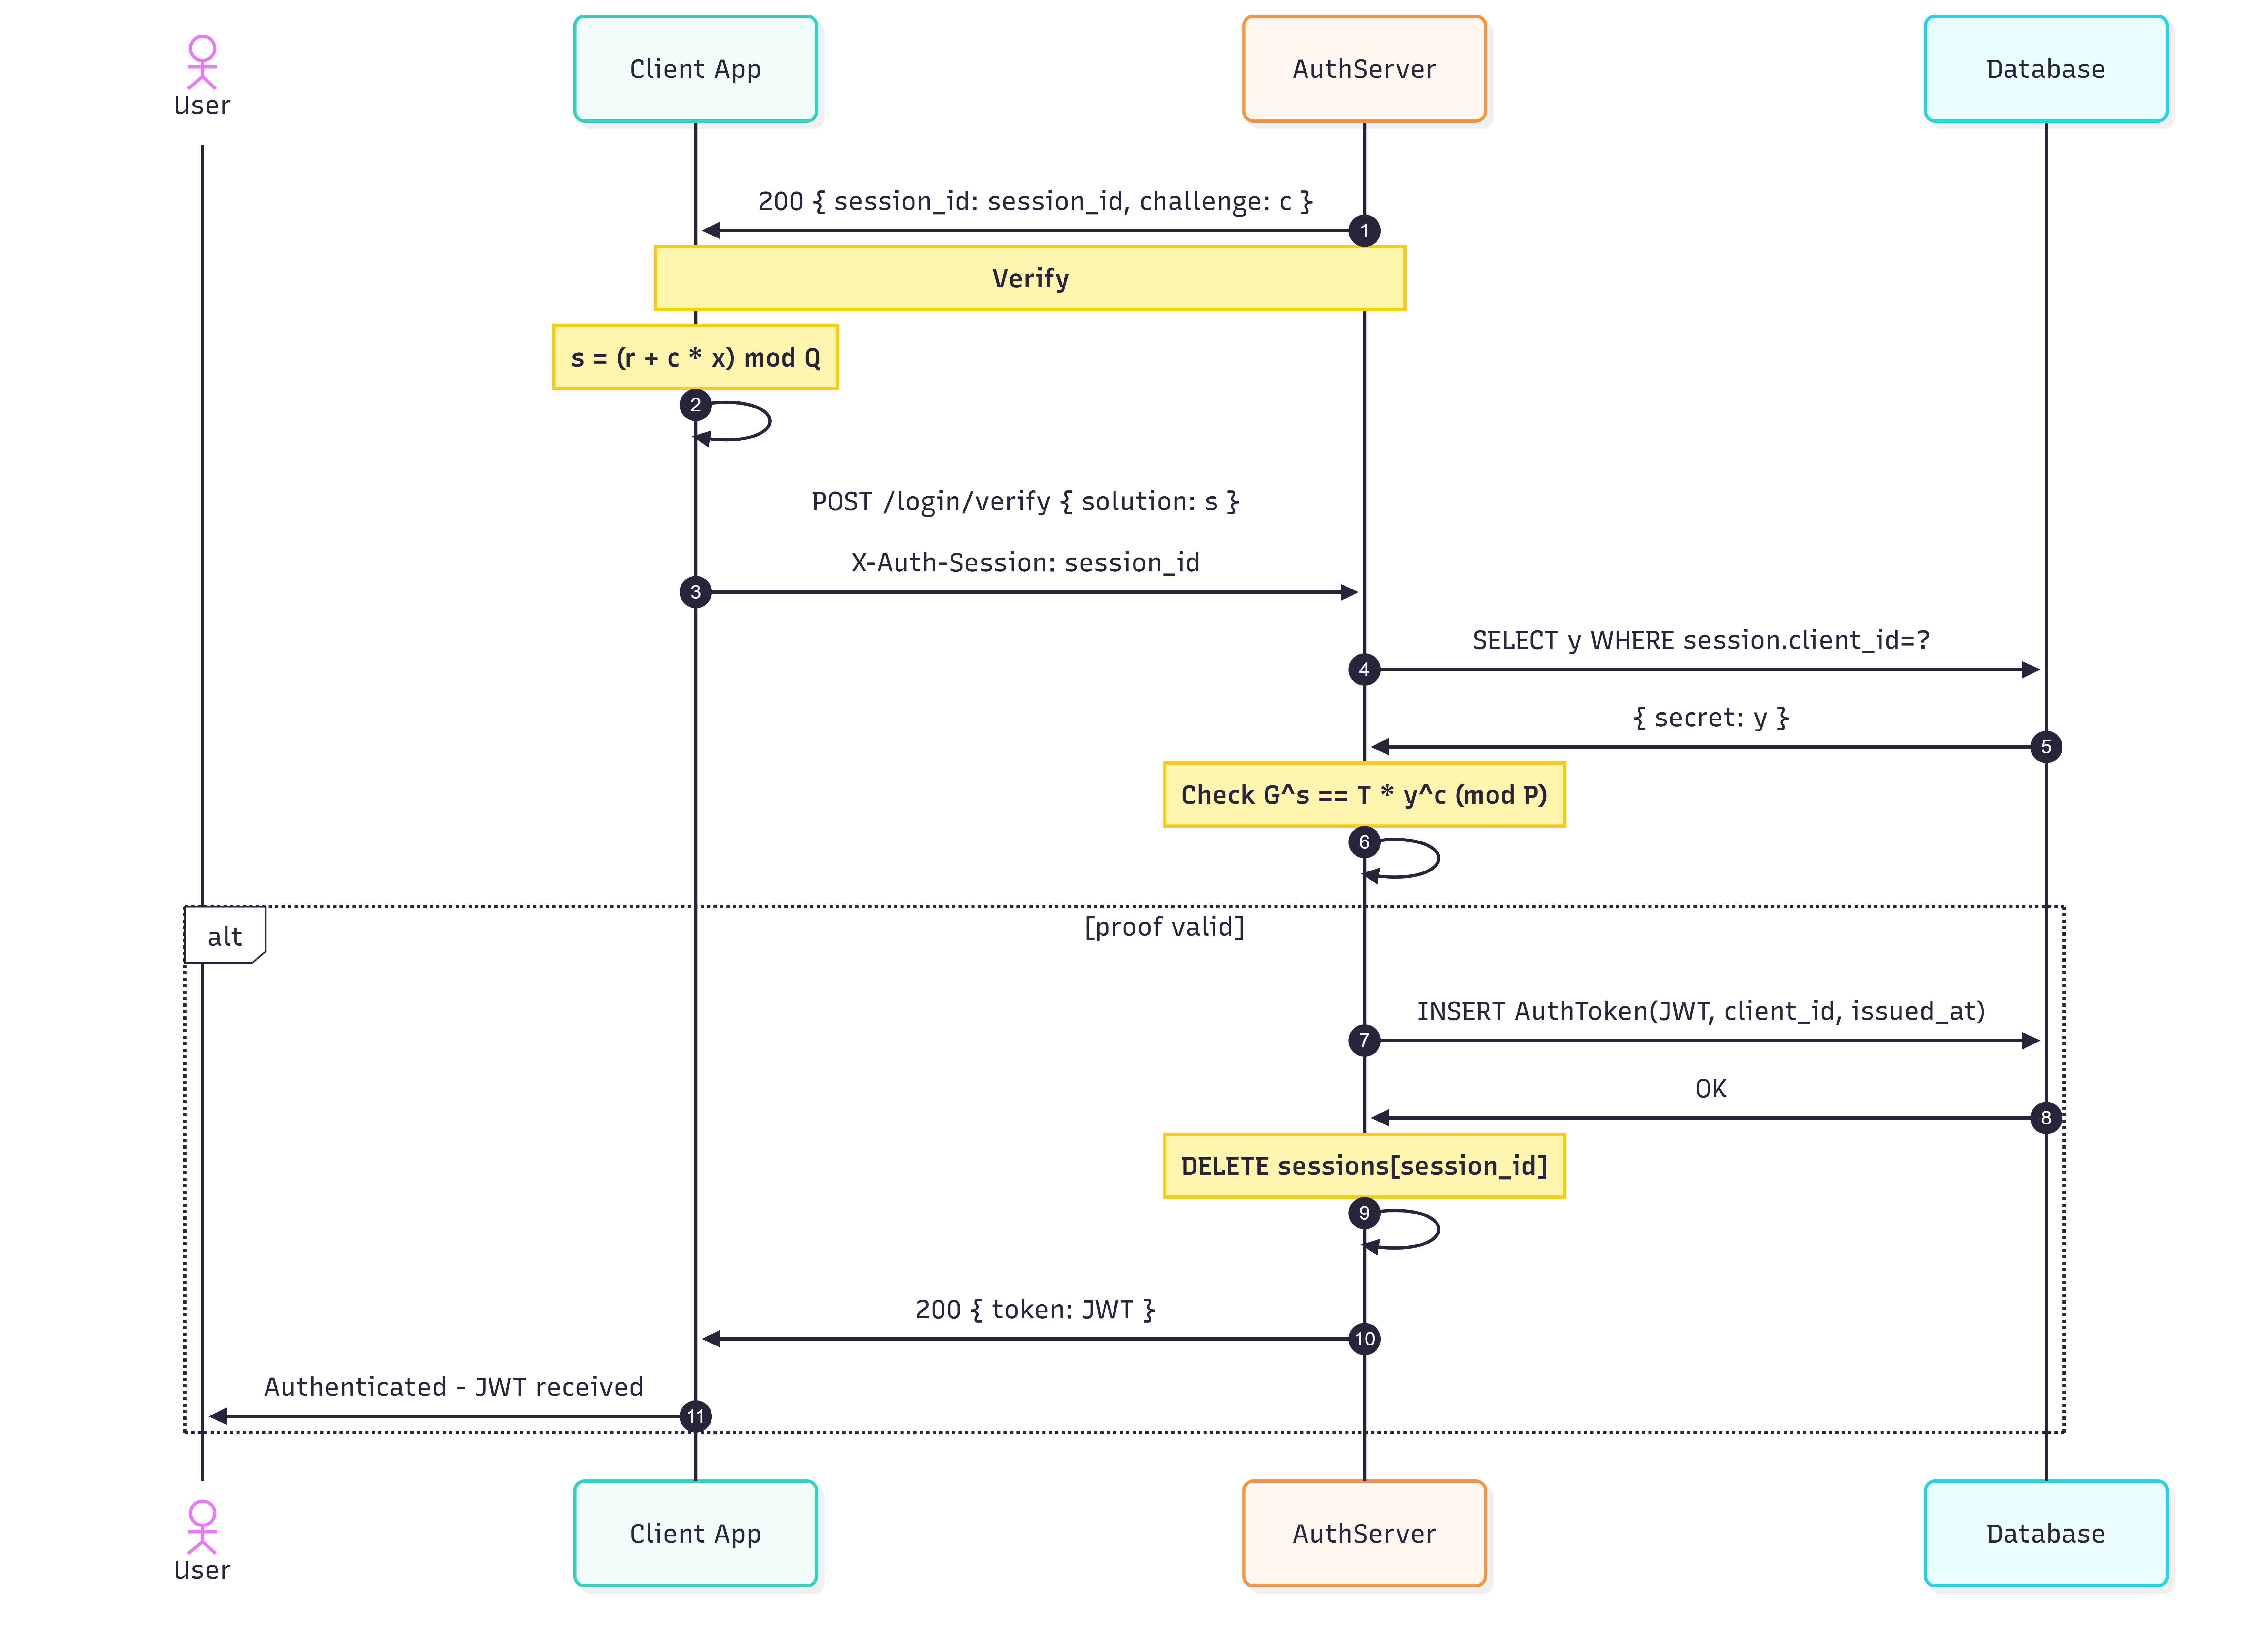 User
Client App
AuthServer
Database
200 { session_id: session_id, challenge: c }
1
Verify
s = (r + c * x) mod Q
2
POST /login/verify { solution: s }
X-Auth-Session: session_id
3
SELECT y WHERE session.client_id=?
4
{ secret: y }
5
Check G^s == T * y^c (mod P)
6
alt
[proof valid]
INSERT AuthToken(JWT, client_id, issued_at)
7
OK
8
DELETE sessions[session_id]
9
200 { token: JWT }
10
Authenticated - JWT received
11
User
Client App
AuthServer
Database